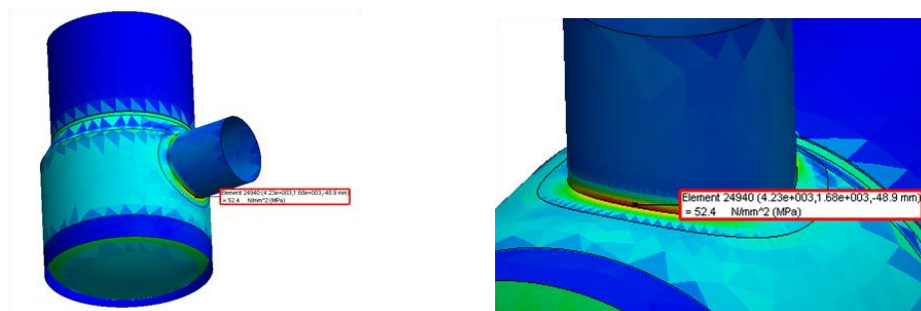 Element 24940 (4.23e+003,1.68e+003,-48.9 mm)
= 52.4 N/mm^2 (MPa)
Element 24940 (4.23e+003,1.68e+003,-48.9 mm)
= 52.4 N/mm^2 (MPa)